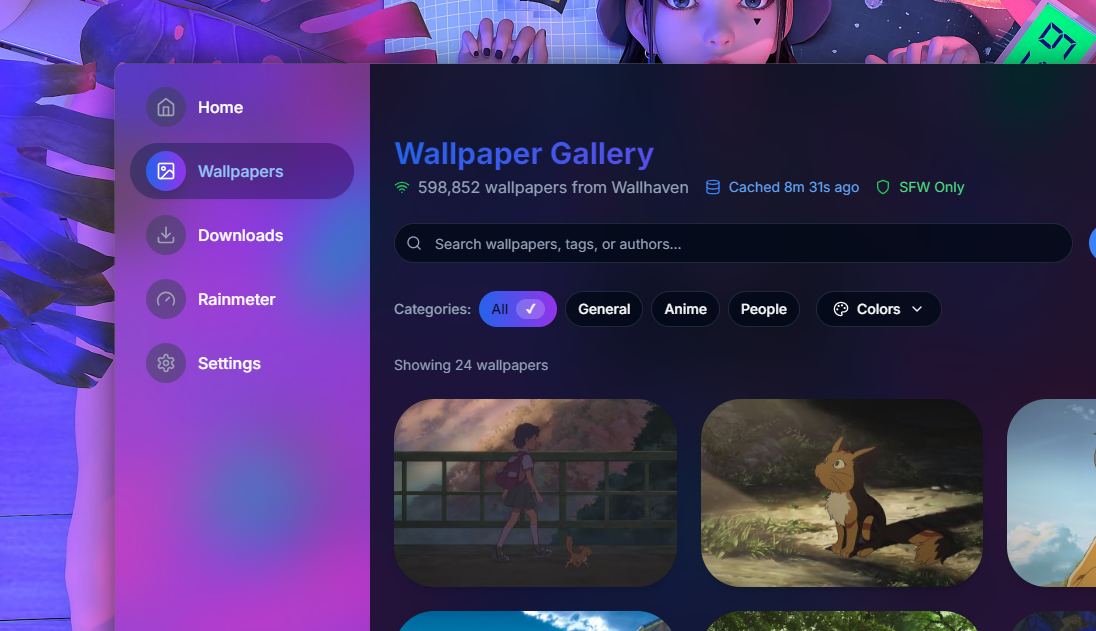 Home
Wallpapers
Downloads
Rainmeter
Settings
Wallpaper Gallery
598,852 wallpapers from Wallhaven Cached 8m 31s ago SFW Only
Search wallpapers, tags, or authors...
Categories: All General Anime People Colors
Showing 24 wallpapers